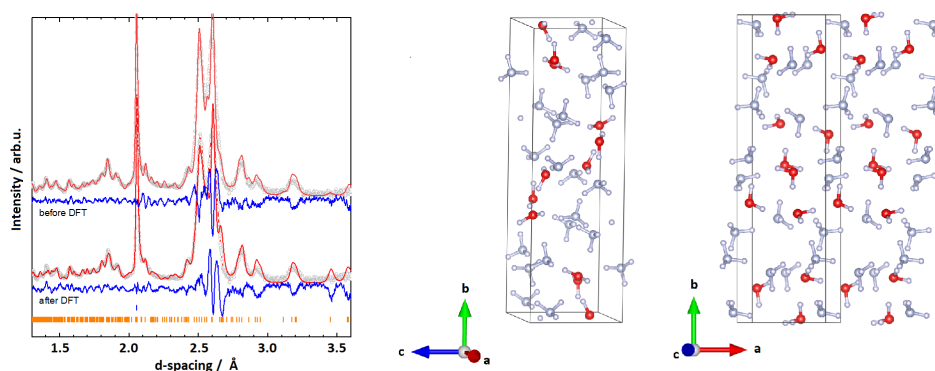 Intensity / arb.u.
before DFT
after DFT
1.5 2.0 2.5 3.0 3.5
d-spacing / Å
b
c
a
b
c
a